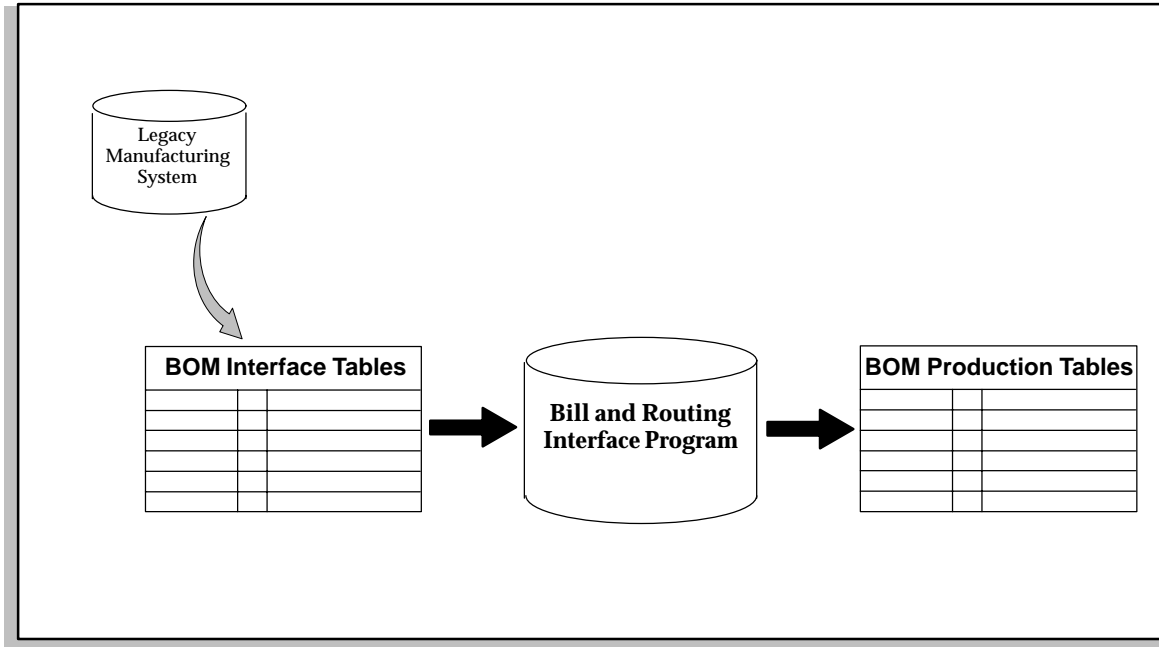 Legacy
Manufacturing
System
BOM Interface Tables
Bill and Routing
Interface Program
BOM Production Tables